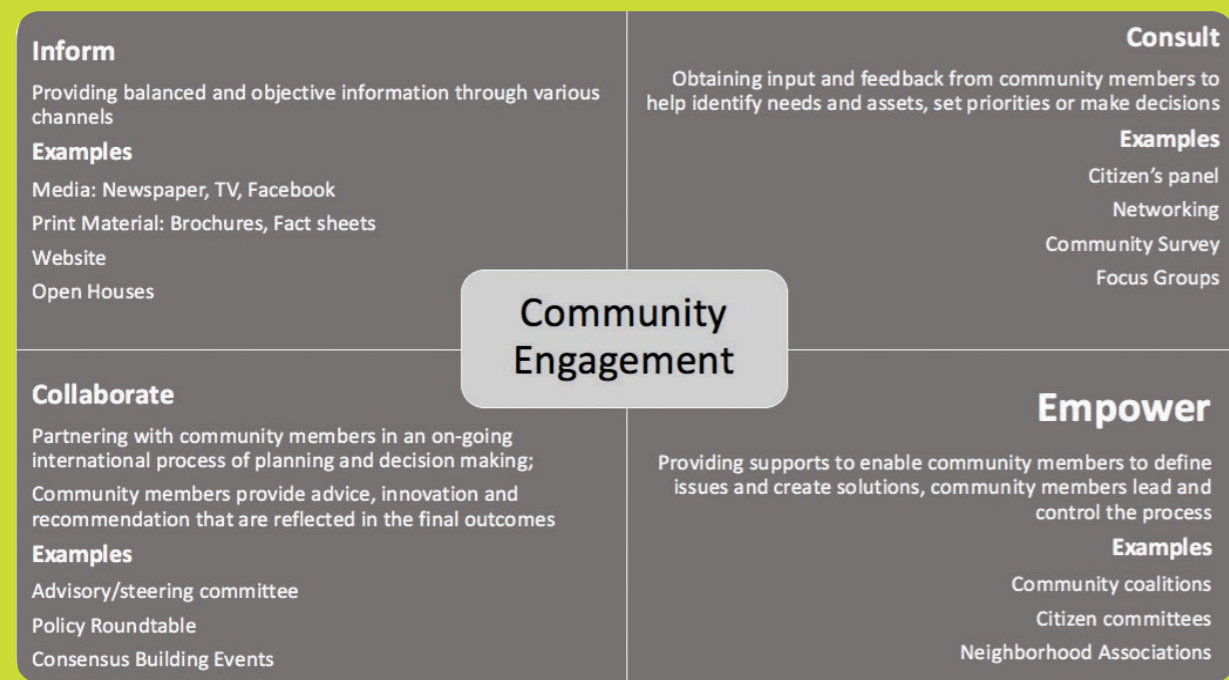 Inform
Providing balanced and objective information through various
channels
Examples
Media: Newspaper, TV, Facebook
Print Material: Brochures, Fact sheets
Website
Open Houses
Consult
Obtaining input and feedback from community members to
help identify needs and assets, set priorities or make decisions
Examples
Citizen’s panel
Networking
Community Survey
Focus Groups
Community
Engagement
Collaborate
Partnering with community members in an on-going
international process of planning and decision making;
Community members provide advice, innovation and
recommendation that are reflected in the final outcomes
Examples
Advisory/steering committee
Policy Roundtable
Consensus Building Events
Empower
Providing supports to enable community members to define
issues and create solutions, community members lead and
control the process
Examples
Community coalitions
Citizen committees
Neighborhood Associations